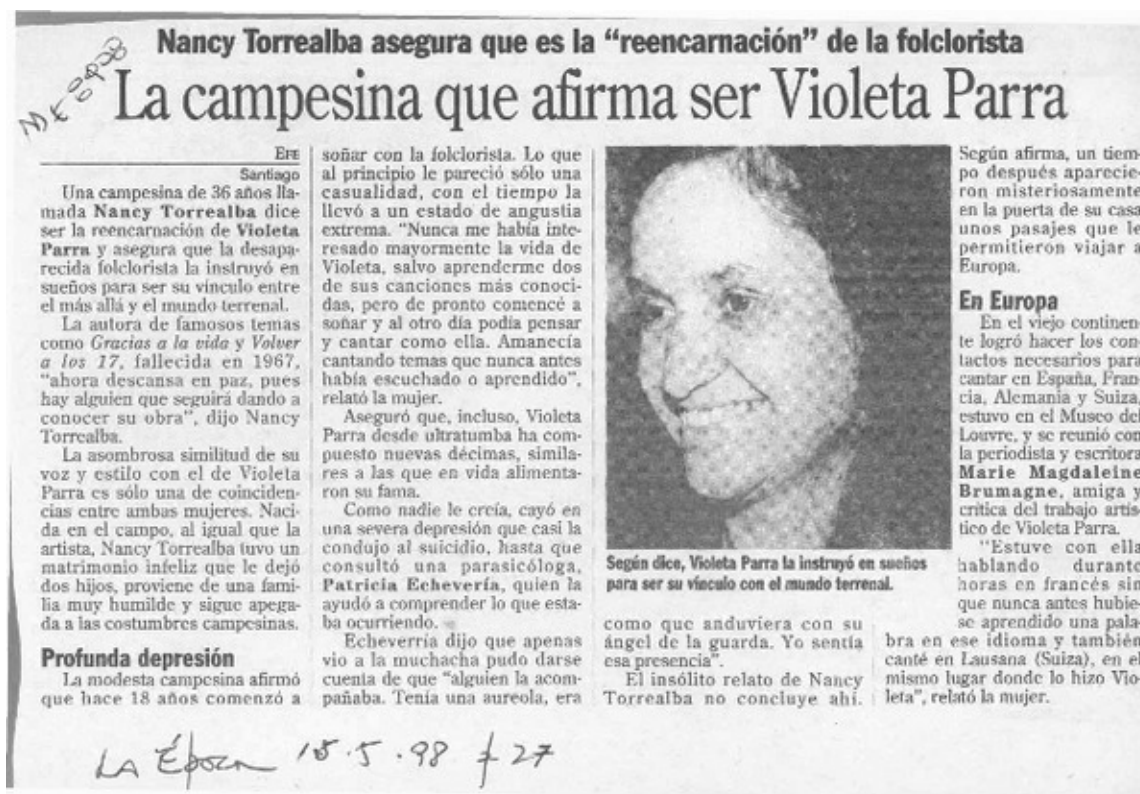 Nancy Torrealba asegura que es la “reencarnación” de la folclorista
La campesina que afirma ser Violeta Parra
EFE
Santiago
Una campesina de 36 años lla-
mada Nancy Torrealba dice
ser la reencarnación de Violeta
Parra y asegura que la desapa-
recida folclorista la instruyó en
sueños para ser su vínculo entre
el más allá y el mundo terrenal.
La autora de famosos temas
como Gracias a la vida y Volver
a los 17, fallecida en 1967,
“ahora descansa en paz, pues
hay alguien que seguirá dando a
conocer su obra”, dijo Nancy
Torrealba.
La asombrosa similitud de su
voz y estilo con el de Violeta
Parra es sólo una de coinciden-
cias entre ambas mujeres. Naci-
da en el campo, al igual que la
artista, Nancy Torrealba tuvo un
matrimonio infeliz que le dejó
dos hijos, proviene de una fami-
lia muy humilde y sigue apega-
da a las costumbres campesinas.
Profunda depresión
La modesta campesina afirmó
que hace 18 años comenzó a
soñar con la folclorista. Lo que
al principio le pareció sólo una
casualidad, con el tiempo la
llevó a un estado de angustia
extrema. “Nunca me había inte-
resado mayormente la vida de
Violeta, salvo aprenderme dos
de sus canciones más conoci-
das, pero de pronto comencé a
soñar y al otro día podía pensar
y cantar como ella. Amanecía
cantando temas que nunca antes
había escuchado o aprendido”,
relató la mujer.
Aseguró que, incluso, Violeta
Parra desde ultratumba ha com-
puesto nuevas décimas, simila-
res a las que en vida alimenta-
ron su fama.
Como nadie le creía, cayó en
una severa depresión que casi la
condujo al suicidio, hasta que
consultó una parasicóloga,
Patricia Echevería, quien la
ayudó a comprender lo que esta-
ba ocurriendo.
Echeverría dijo que apenas
vio a la muchacha pudo darse
cuenta de que “alguien la acom-
pañaba. Tenía una aureola, era
Según dice, Violeta Parra la instruyó en sueños
para ser su vínculo con el mundo terrenal.
como que anduviera con su
ángel de la guarda. Yo sentía
esa presencia”.
El insólito relato de Nancy
Torrealba no concluye ahí.
Según afirma, un tiem-
po después aparecie-
ron misteriosamente
en la puerta de su casa
unos pasajes que le
permitieron viajar a
Europa.
En Europa
En el viejo continen-
te logró hacer los con-
tactos necesarios para
cantar en España, Fran-
cia, Alemania y Suiza,
estuvo en el Museo del
Louvre, y se reunió con
la periodista y escritora
Marie Magdaleine
Brumagne, amiga y
crítica del trabajo artís-
tico de Violeta Parra.
“Estuve con ella
hablando durante
horas en francés sin
que nunca antes hubie-
se aprendido una pala-
bra en ese idioma y también
canté en Lausana (Suiza), en el
mismo lugar donde lo hizo Vio-
leta”, relató la mujer.
LA Época 18.5.98 p 27